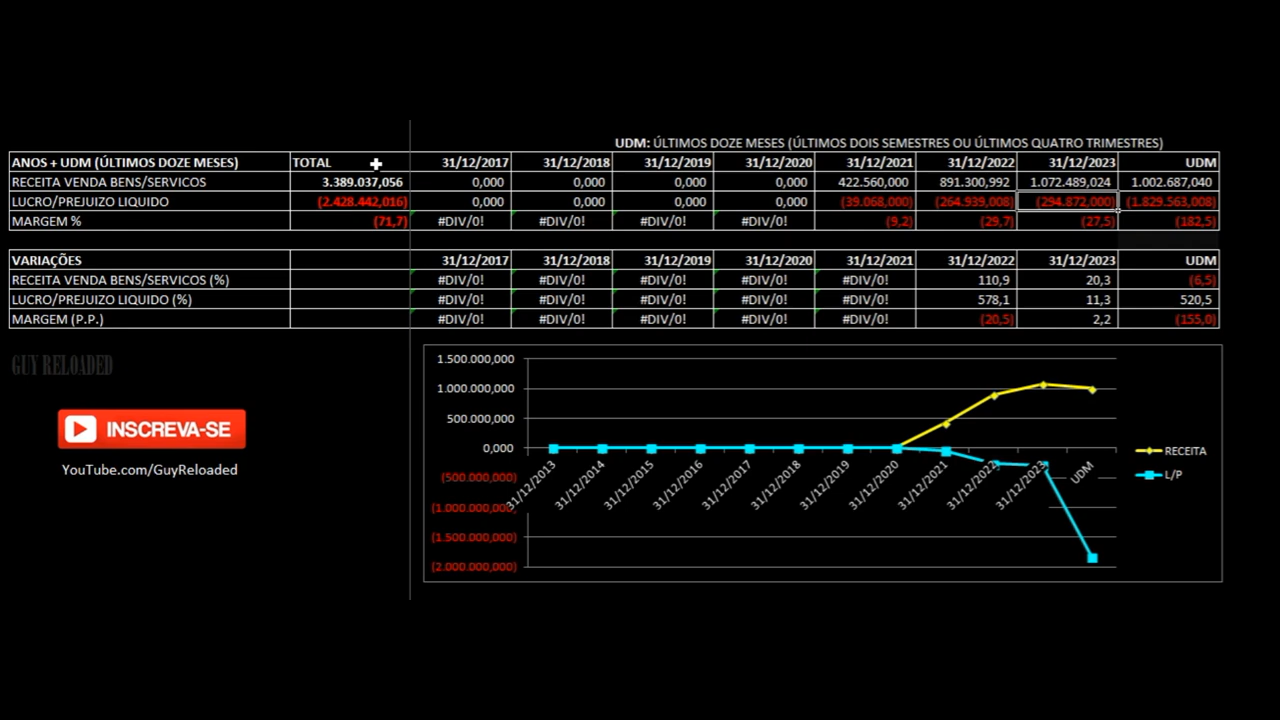 UDM: ÚLTIMOS DOZE MESES (ÚLTIMOS DOIS SEMESTRES OU ÚLTIMOS QUATRO TRIMESTRES)
ANOS + UDM (ÚLTIMOS DOZE MESES) TOTAL 31/12/2017 31/12/2018 31/12/2019 31/12/2020 31/12/2021 31/12/2022 31/12/2023 UDM
RECEITA VENDA BENS/SERVICOS 3.389.037,056 0,000 0,000 0,000 0,000 422.560,000 891.300,992 1.072.489,024 1.002.687,040
LUCRO/PREJUIZO LIQUIDO (2.428.442,016) 0,000 0,000 0,000 0,000 (39.068,000) (264.939,008) (294.872,000) (1.829.563,008)
MARGEM % (71,7) #DIV/0! #DIV/0! #DIV/0! #DIV/0! (9,2) (29,7) (27,5) (182,5)
VARIAÇÕES 31/12/2017 31/12/2018 31/12/2019 31/12/2020 31/12/2021 31/12/2022 31/12/2023 UDM
RECEITA VENDA BENS/SERVICOS (%) #DIV/0! #DIV/0! #DIV/0! #DIV/0! #DIV/0! 110,9 20,3 (6,5)
LUCRO/PREJUIZO LIQUIDO (%) #DIV/0! #DIV/0! #DIV/0! #DIV/0! #DIV/0! 578,1 11,3 520,5
MARGEM (P.P.) #DIV/0! #DIV/0! #DIV/0! #DIV/0! #DIV/0! (20,5) 2,2 (155,0)
GUY RELOADED
INSCREVA-SE
YouTube.com/GuyReloaded
1.500.000,000
1.000.000,000
500.000,000
0,000
(500.000,000)
(1.000.000,000)
(1.500.000,000)
(2.000.000,000)
31/12/2013 31/12/2014 31/12/2015 31/12/2016 31/12/2017 31/12/2018 31/12/2019 31/12/2020 31/12/2021 31/12/2022 31/12/2023 UDM
RECEITA
L/P